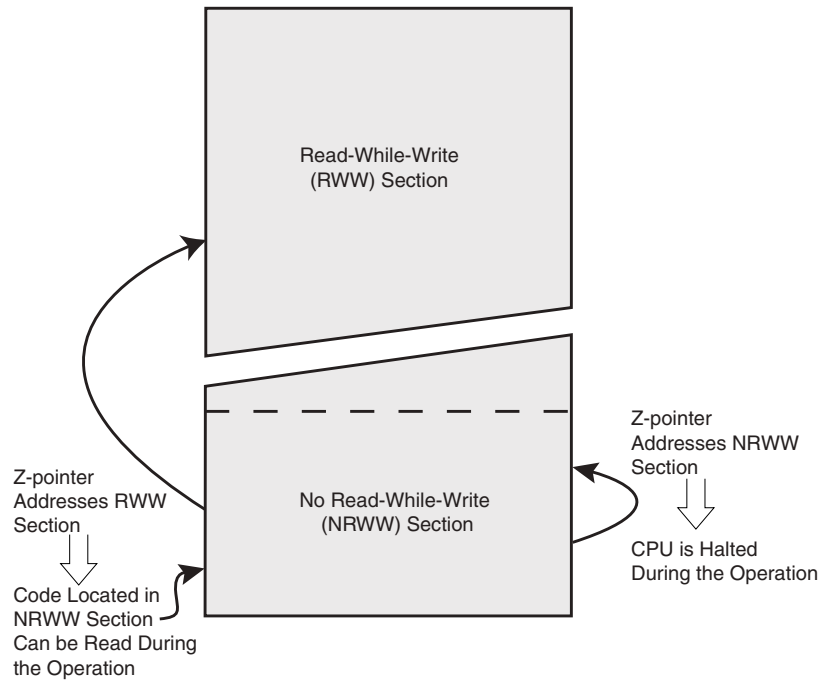 Read-While-Write
(RWW) Section
Z-pointer
Addresses NRWW
Section
CPU is Halted
During the Operation
No Read-While-Write
(NRWW) Section
Z-pointer
Addresses RWW
Section
Code Located in
NRWW Section
Can be Read During
the Operation